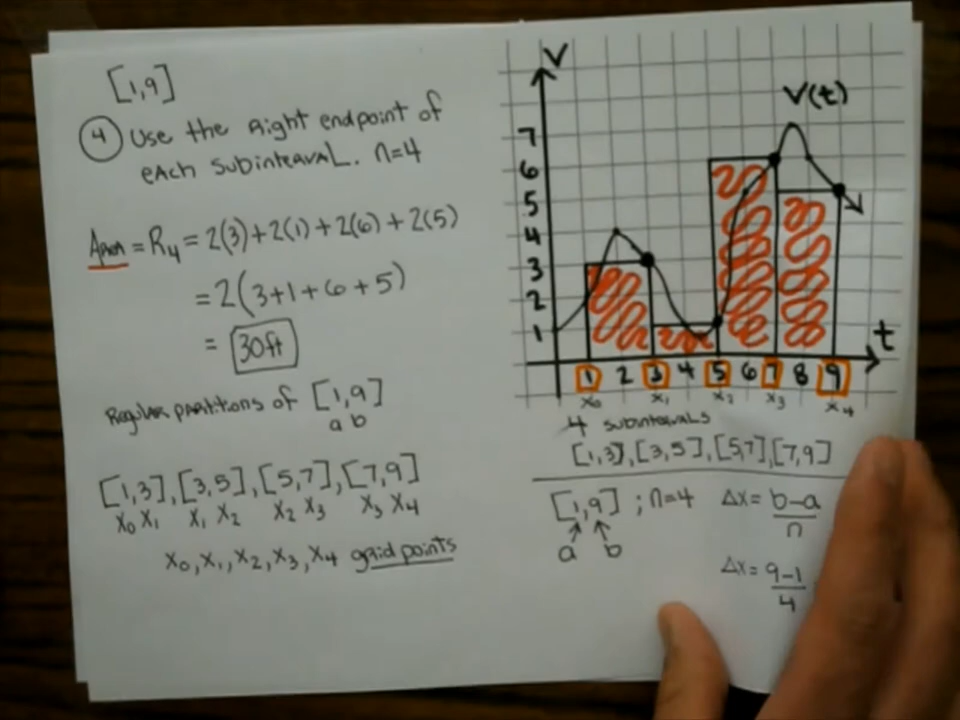 [1,9]
4 Use the Right endpoint of
each subinterval. n=4
Aren = R4 = 2(3)+2(1)+2(6)+2(5)
=2(3+1+6+5)
= 30ft
Regular partitions of [1,9]
a b
[1,3],[3,5],[5,7],[7,9]
x0 x1 x1 x2 x2 x3 x3 x4
x0,x1,x2,x3,x4 gridpoints
V
V(t)
7
6
5
4
3
2
1
t
1 2 3 4 5 6 7 8 9
x0 x1 x2 x3 x4
4 subintervals
[1,3],[3,5],[5,7],[7,9]
[1,9] ; n=4
a b
Δx= b-a
n
Δx= 9-1
4